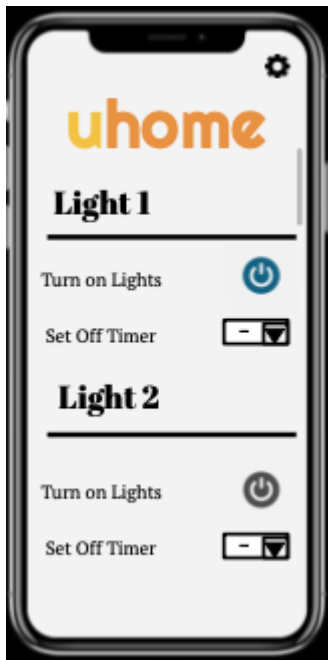 uhome
Light 1
Turn on Lights
Set Off Timer
-
Light 2
Turn on Lights
Set Off Timer
-